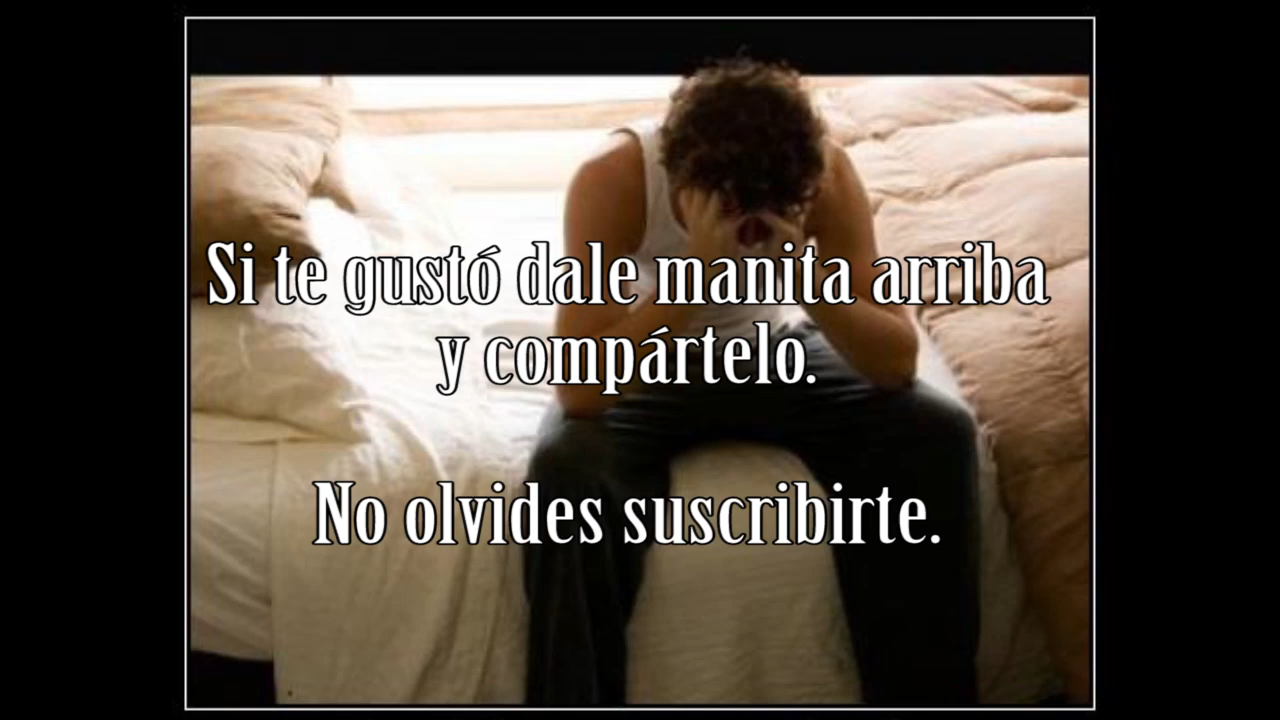 Si te gustó dale manita arriba
y compártelo.
No olvides suscribirte.